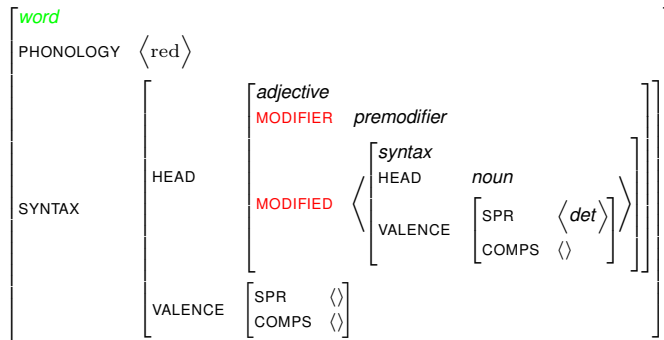 word
PHONOLOGY ⟨red⟩
adjective
MODIFIER premodifier
syntax
HEAD noun
HEAD
MODIFIED ⟨
SPR ⟨det⟩
⟩
SYNTAX
VALENCE
COMPS ⟨⟩
SPR ⟨⟩
VALENCE
COMPS ⟨⟩